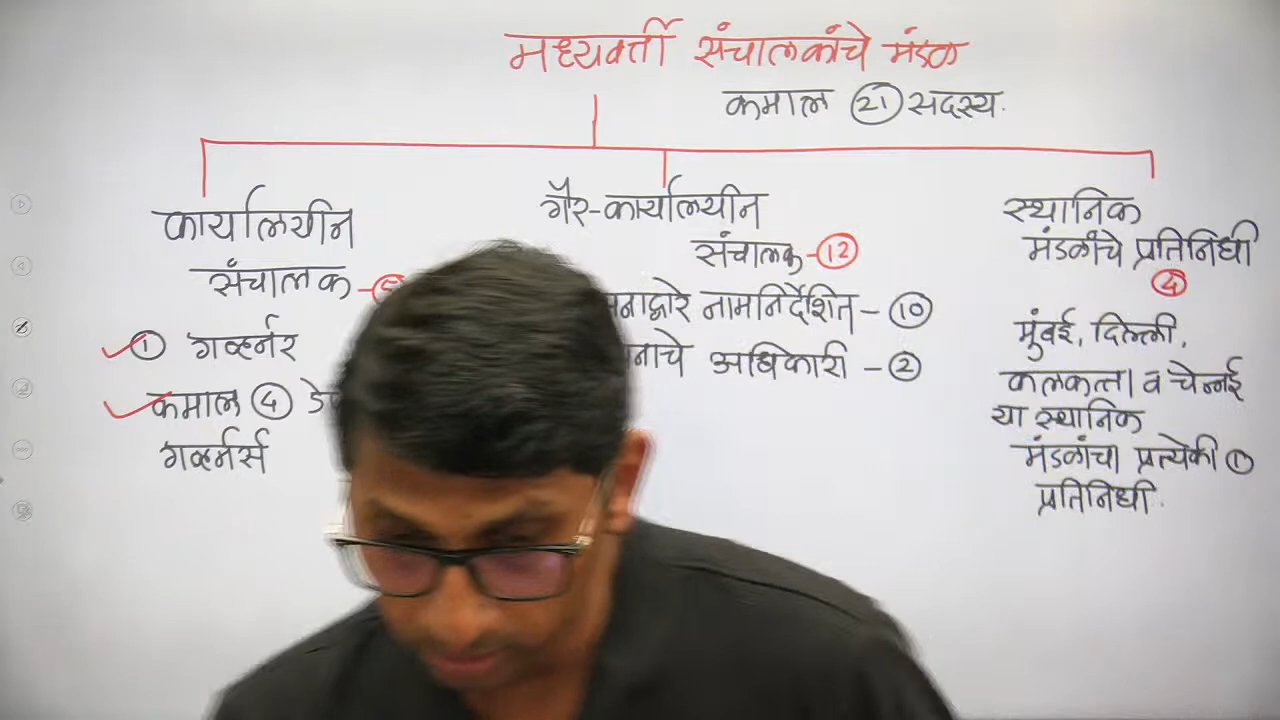 मध्यवर्ती संचालकांचे मंडळ
कमाल 21 सदस्य.
कार्यालयीन
संचालक -
① गव्हर्नर
कमाल ④
गव्हर्नर्स
गैर-कार्यालयीन
संचालक - 12
नामनिर्देशित - 10
अधिकारी - 2
स्थानिक
मंडळांचे प्रतिनिधी
4
मुंबई, दिल्ली,
कलकत्ता व चेन्नई
या स्थानिक
मंडळांचा प्रत्येकी ①
प्रतिनिधी.